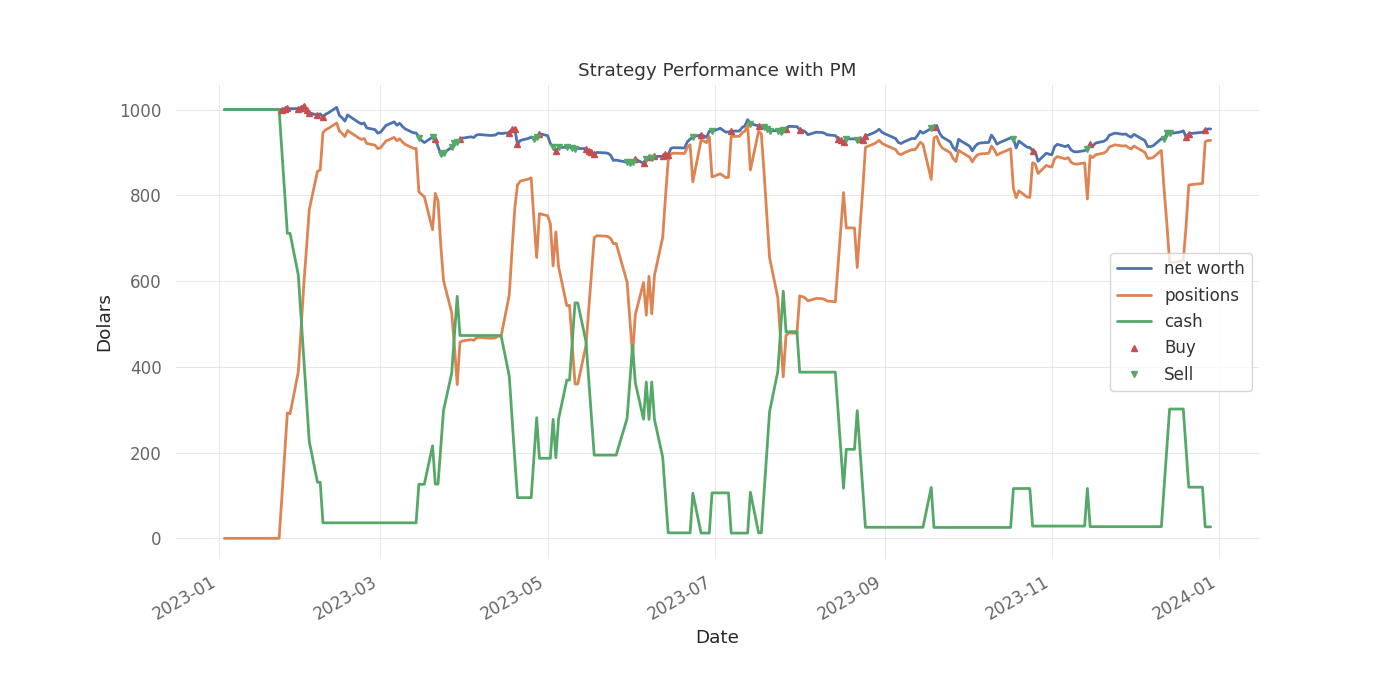 Strategy Performance with PM
1000
800
600
400
200
0
Dolars
net worth
positions
cash
Buy
Sell
2023-01
2023-03
2023-05
2023-07
2023-09
2023-11
2024-01
Date